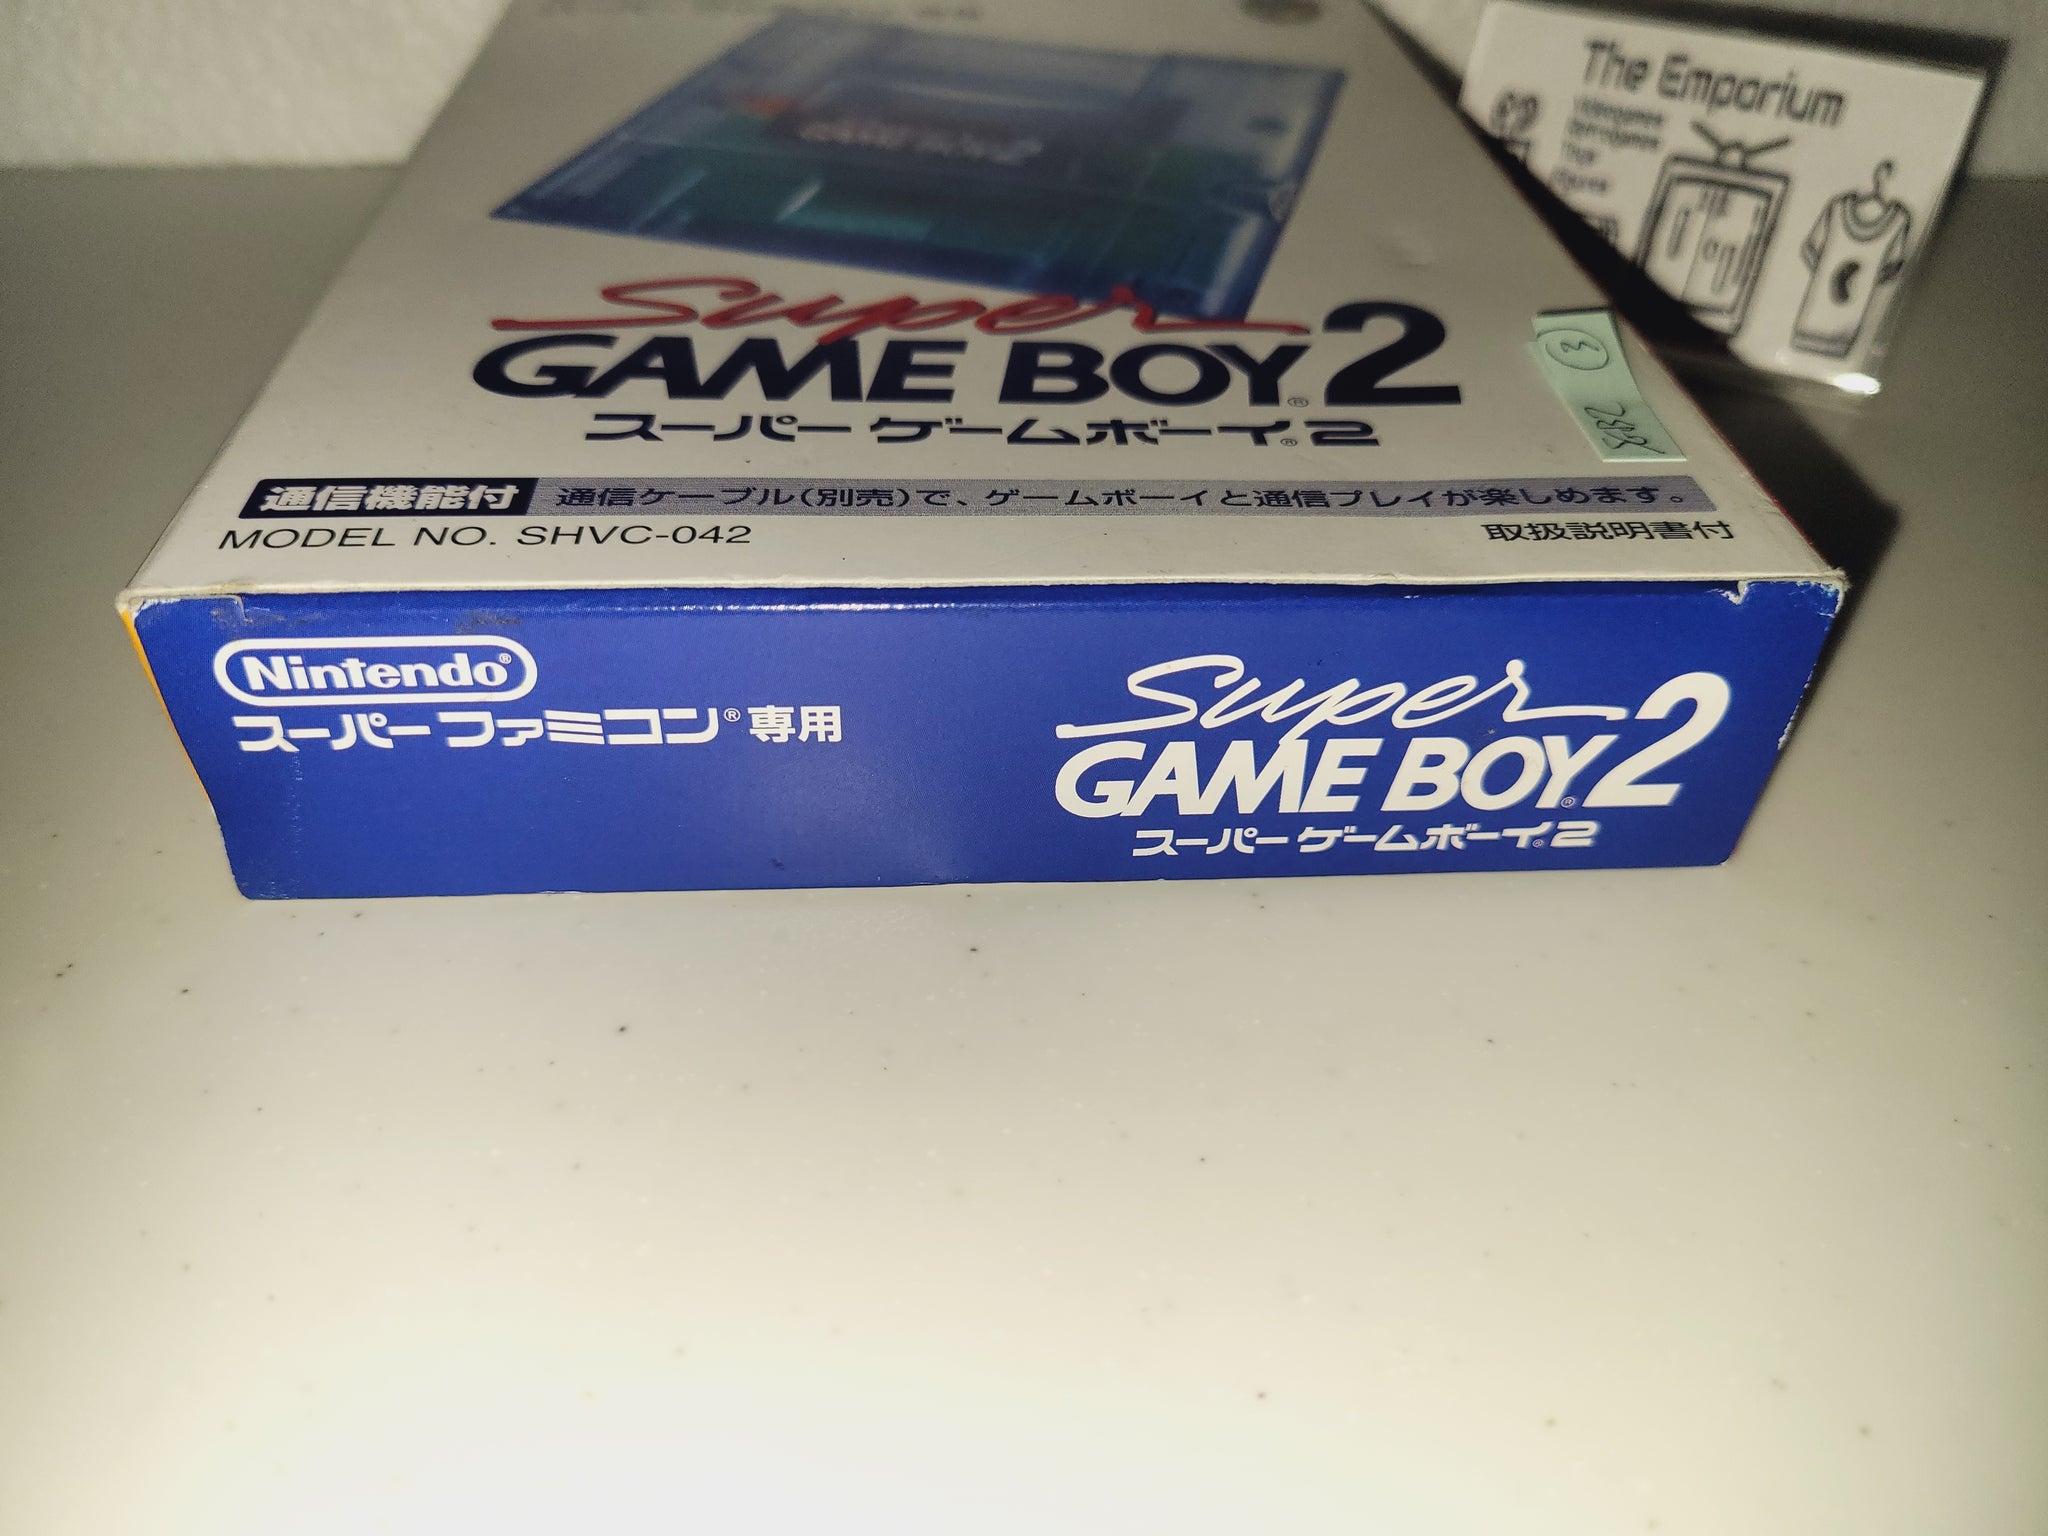 The Emporium
Super
GAME BOY® 2
スーパーゲームボーイ®2
3
通信機能付 通信ケーブル(別売)で、ゲームボーイと通信プレイが楽しめます。
MODEL NO. SHVC-042
取扱説明書付
Nintendo®
スーパーファミコン® 専用
Super
GAME BOY® 2
スーパーゲームボーイ®2